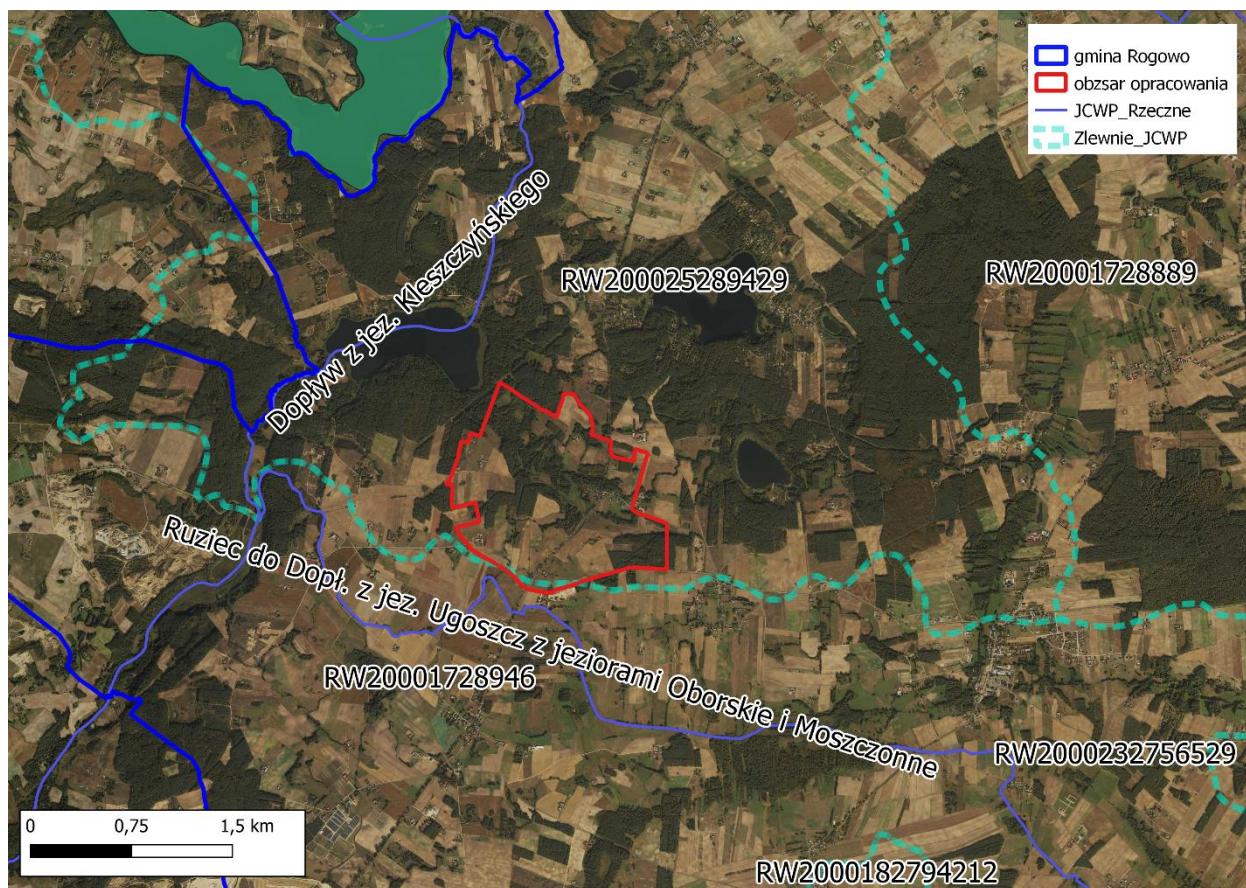 gmina Rogowo
obzsar opracowania
JCWP_Rzeczne
Zlewnie_JCWP
Dopływ z jez. Kleszczyńskiego
RW200025289429
RW20001728889
Ruziec do Dopł. z jez. Ugoszcz z jeziorami Oborskie i Moszczonne
RW20001728946
RW2000232756529
RW2000182794212
0 0,75 1,5 km